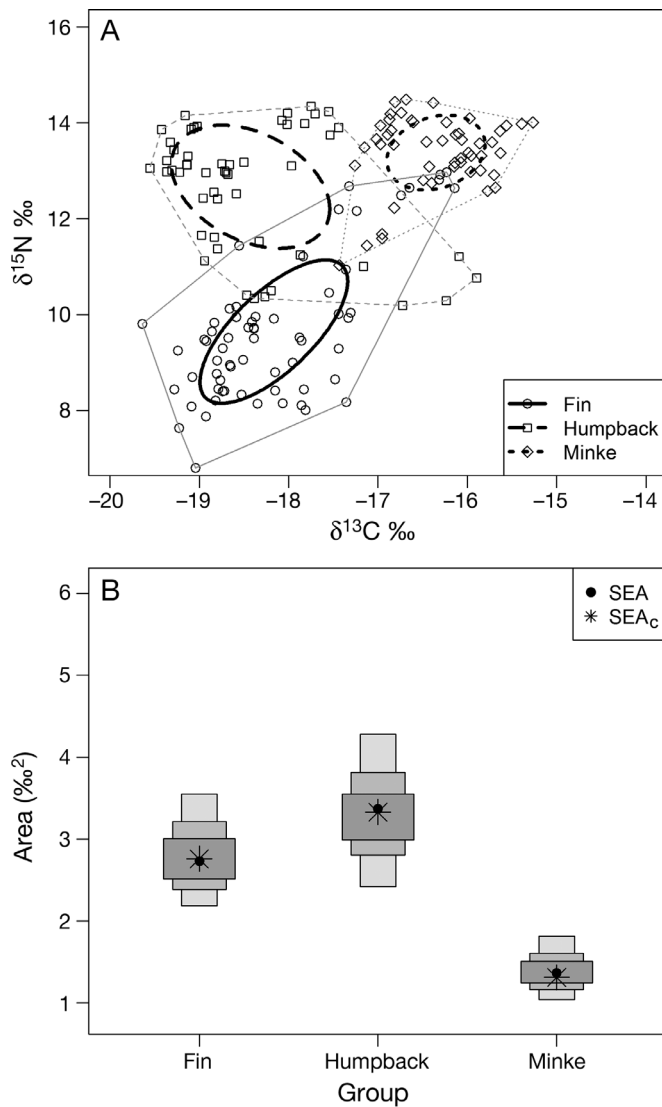 A
16
14
12
10
8
δ15N ‰
Fin
Humpback
Minke
−20 −19 −18 −17 −16 −15 −14
δ13C ‰
B
SEA
SEAc
6
5
4
3
2
1
Area (‰2)
Fin Humpback Minke
Group